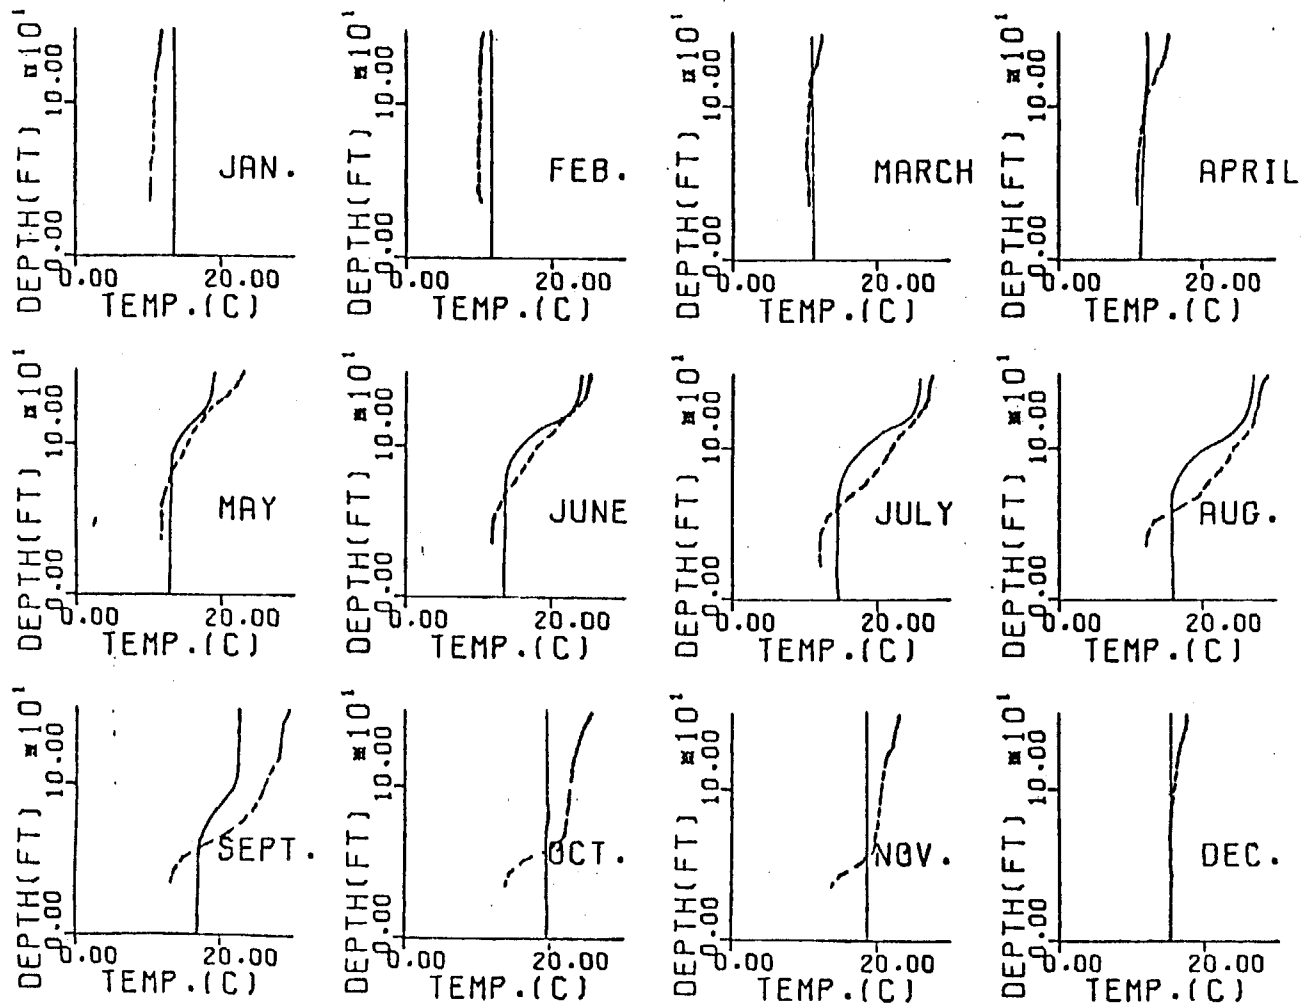 DEPTH(FT) ¤10¹
10.00
0.00
0.00 20.00
TEMP.(C)
JAN.
DEPTH(FT) ¤10¹
10.00
0.00
0.00 20.00
TEMP.(C)
FEB.
DEPTH(FT) ¤10¹
10.00
0.00
0.00 20.00
TEMP.(C)
MARCH
DEPTH(FT) ¤10¹
10.00
0.00
0.00 20.00
TEMP.(C)
APRIL
DEPTH(FT) ¤10¹
10.00
0.00
0.00 20.00
TEMP.(C)
MAY
DEPTH(FT) ¤10¹
10.00
0.00
0.00 20.00
TEMP.(C)
JUNE
DEPTH(FT) ¤10¹
10.00
0.00
0.00 20.00
TEMP.(C)
JULY
DEPTH(FT) ¤10¹
10.00
0.00
0.00 20.00
TEMP.(C)
AUG.
DEPTH(FT) ¤10¹
10.00
0.00
0.00 20.00
TEMP.(C)
SEPT.
DEPTH(FT) ¤10¹
10.00
0.00
0.00 20.00
TEMP.(C)
OCT.
DEPTH(FT) ¤10¹
10.00
0.00
0.00 20.00
TEMP.(C)
NOV.
DEPTH(FT) ¤10¹
10.00
0.00
0.00 20.00
TEMP.(C)
DEC.